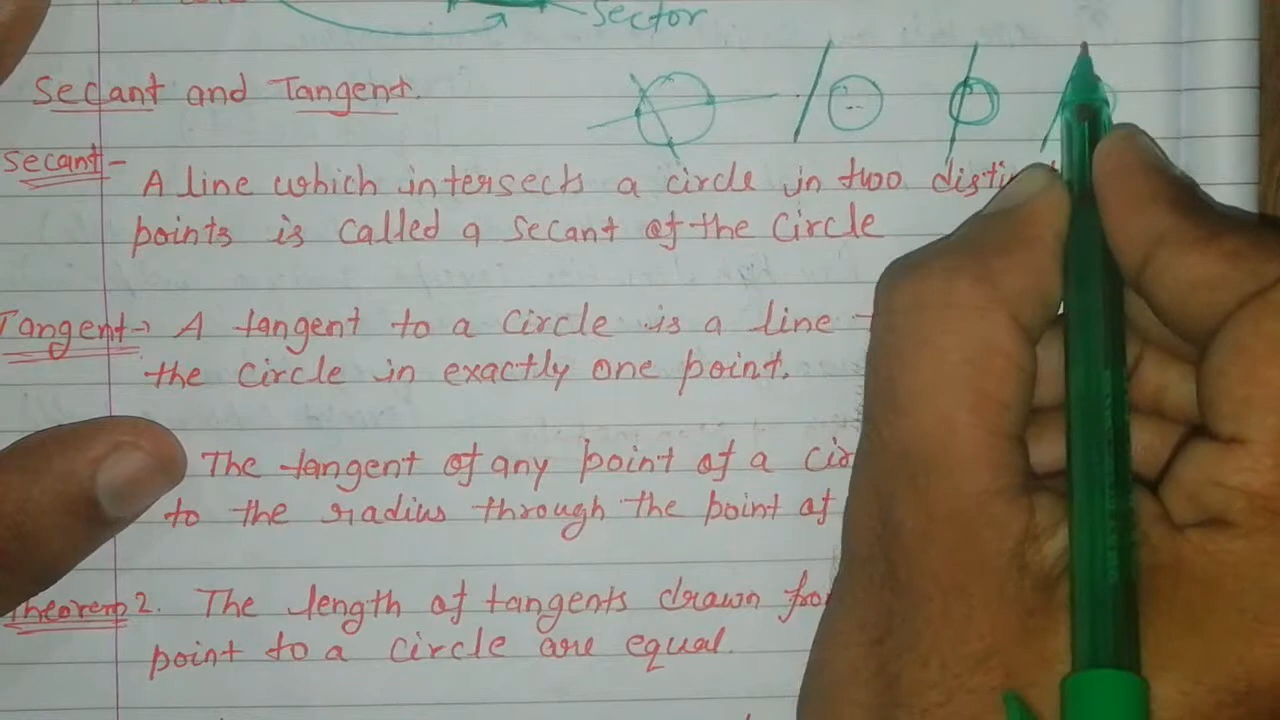 Sector
Secant and Tangent.
Secant-
A line which intersects a circle in two
points is called a secant of the circle
Tangent→ A tangent to a circle is a line
the circle in exactly one point.
The tangent of any point of a
to the radius through the point of
Theorem 2. The length of tangents drawn
point to a circle are equal.